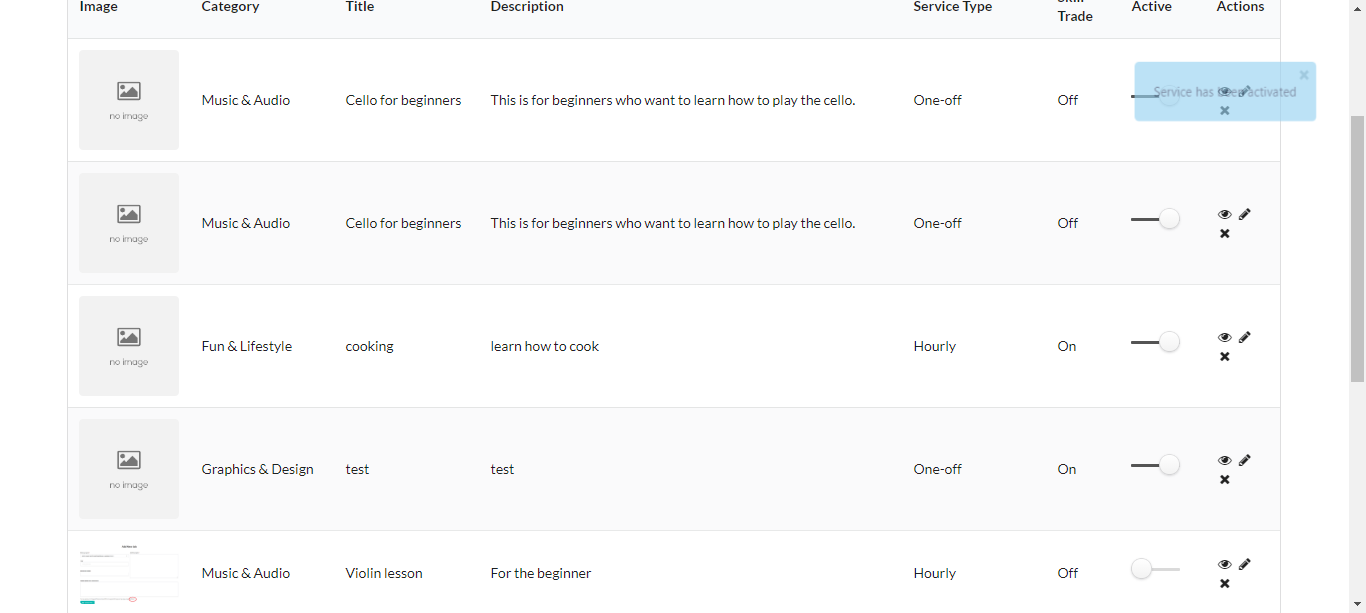 Image Category Title Description Service Type Skill Trade Active Actions
no image Music & Audio Cello for beginners This is for beginners who want to learn how to play the cello. One-off Off
Service has been activated
no image Music & Audio Cello for beginners This is for beginners who want to learn how to play the cello. One-off Off
no image Fun & Lifestyle cooking learn how to cook Hourly On
no image Graphics & Design test test One-off On
Music & Audio Violin lesson For the beginner Hourly Off